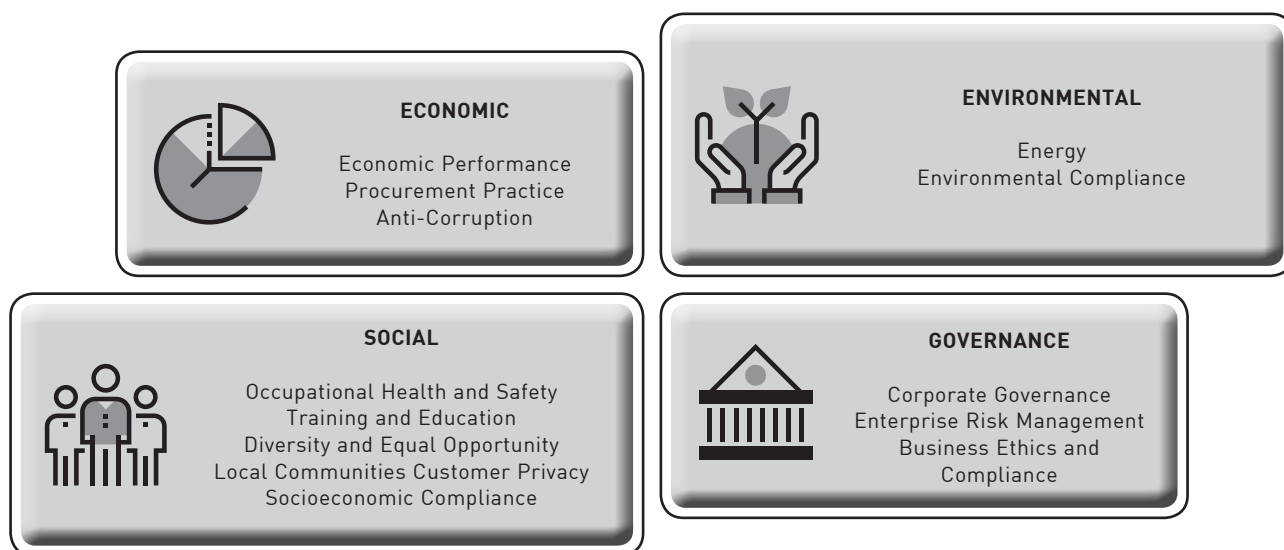 ECONOMIC
Economic Performance
Procurement Practice
Anti-Corruption
ENVIRONMENTAL
Energy
Environmental Compliance
SOCIAL
Occupational Health and Safety
Training and Education
Diversity and Equal Opportunity
Local Communities Customer Privacy
Socioeconomic Compliance
GOVERNANCE
Corporate Governance
Enterprise Risk Management
Business Ethics and
Compliance